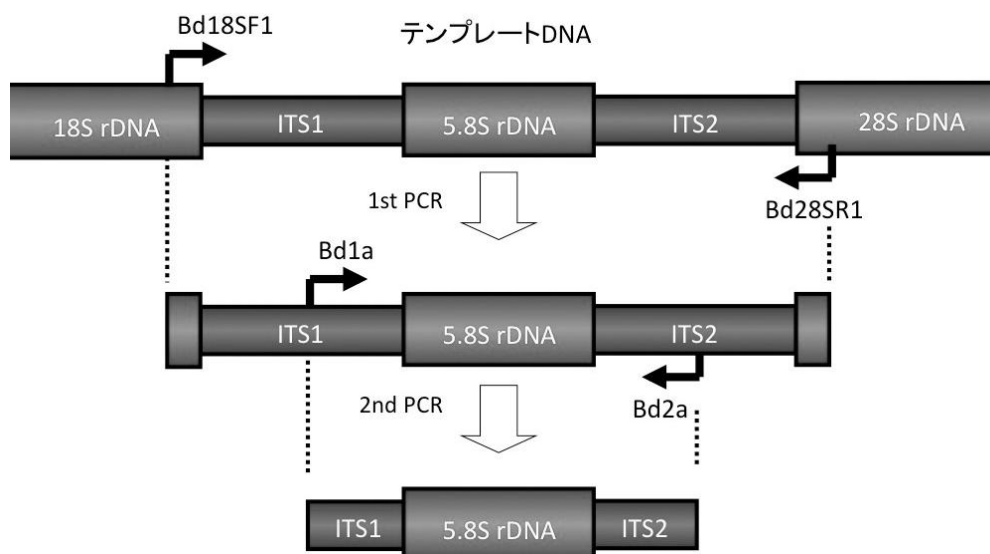 Bd18SF1
テンプレートDNA
18S rDNA
ITS1
5.8S rDNA
ITS2
28S rDNA
1st PCR
Bd28SR1
Bd1a
ITS1
5.8S rDNA
ITS2
2nd PCR
Bd2a
ITS1
5.8S rDNA
ITS2